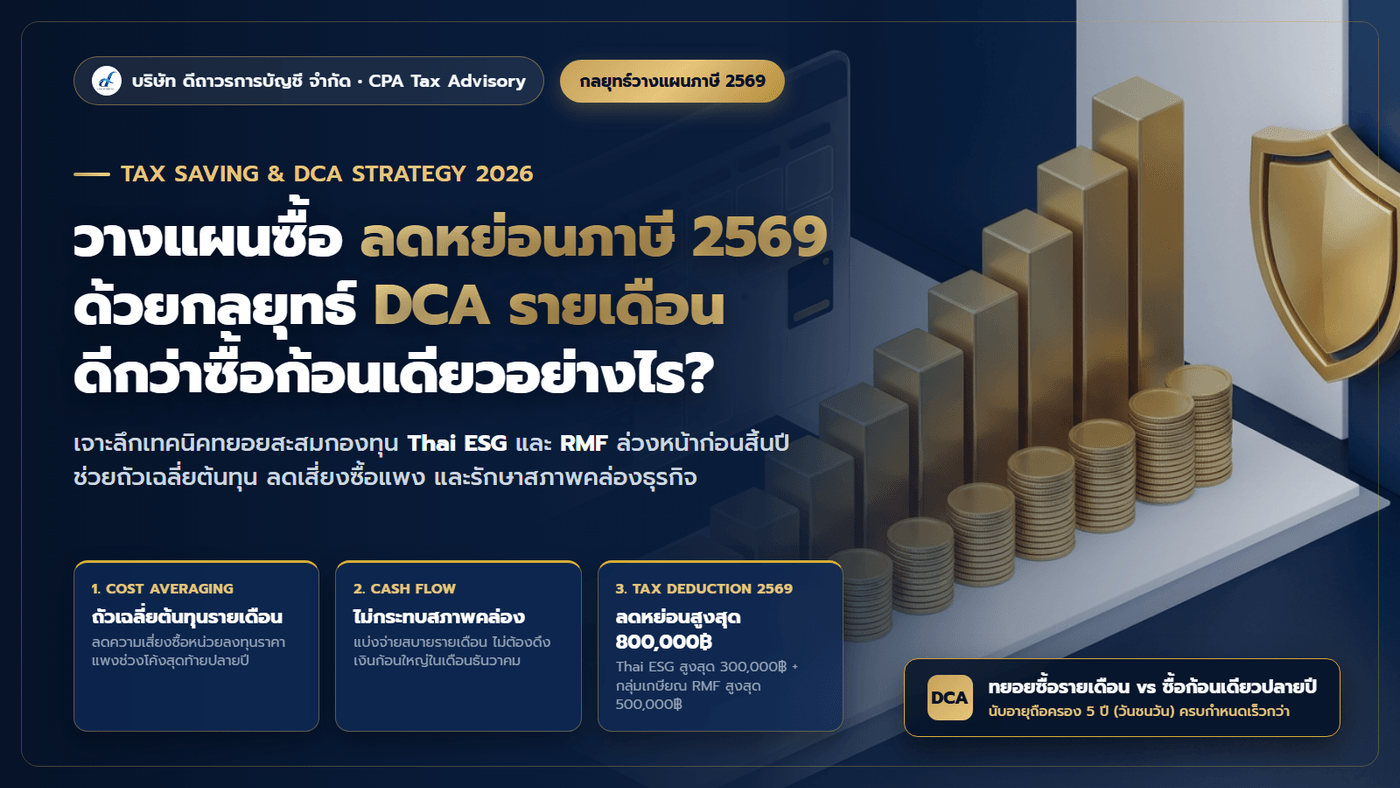 บริษัท ดีถาวรการบัญชี จำกัด · CPA Tax Advisory
กลยุทธ์วางแผนภาษี 2569
TAX SAVING & DCA STRATEGY 2026
วางแผนซื้อ ลดหย่อนภาษี 2569
ด้วยกลยุทธ์ DCA รายเดือน
ดีกว่าซื้อก้อนเดียวอย่างไร?
เจาะลึกเทคนิคทยอยสะสมกองทุน Thai ESG และ RMF ล่วงหน้าก่อนสิ้นปี
ช่วยถัวเฉลี่ยต้นทุน ลดเสี่ยงซื้อแพง และรักษาสภาพคล่องธุรกิจ
1. COST AVERAGING
ถัวเฉลี่ยต้นทุนรายเดือน
ลดความเสี่ยงซื้อหน่วยลงทุนราคา
แพงช่วงโค้งสุดท้ายปลายปี
2. CASH FLOW
ไม่กระทบสภาพคล่อง
แบ่งจ่ายสบายรายเดือน ไม่ต้องดึง
เงินก้อนใหญ่ในเดือนธันวาคม
3. TAX DEDUCTION 2569
ลดหย่อนสูงสุด
800,000฿
Thai ESG สูงสุด 300,000฿ +
กลุ่มเกษียณ RMF สูงสุด
500,000฿
DCA
ทยอยซื้อรายเดือน vs ซื้อก้อนเดียวปลายปี
นับอายุถือครอง 5 ปี (วันชนวัน) ครบกำหนดเร็วกว่า